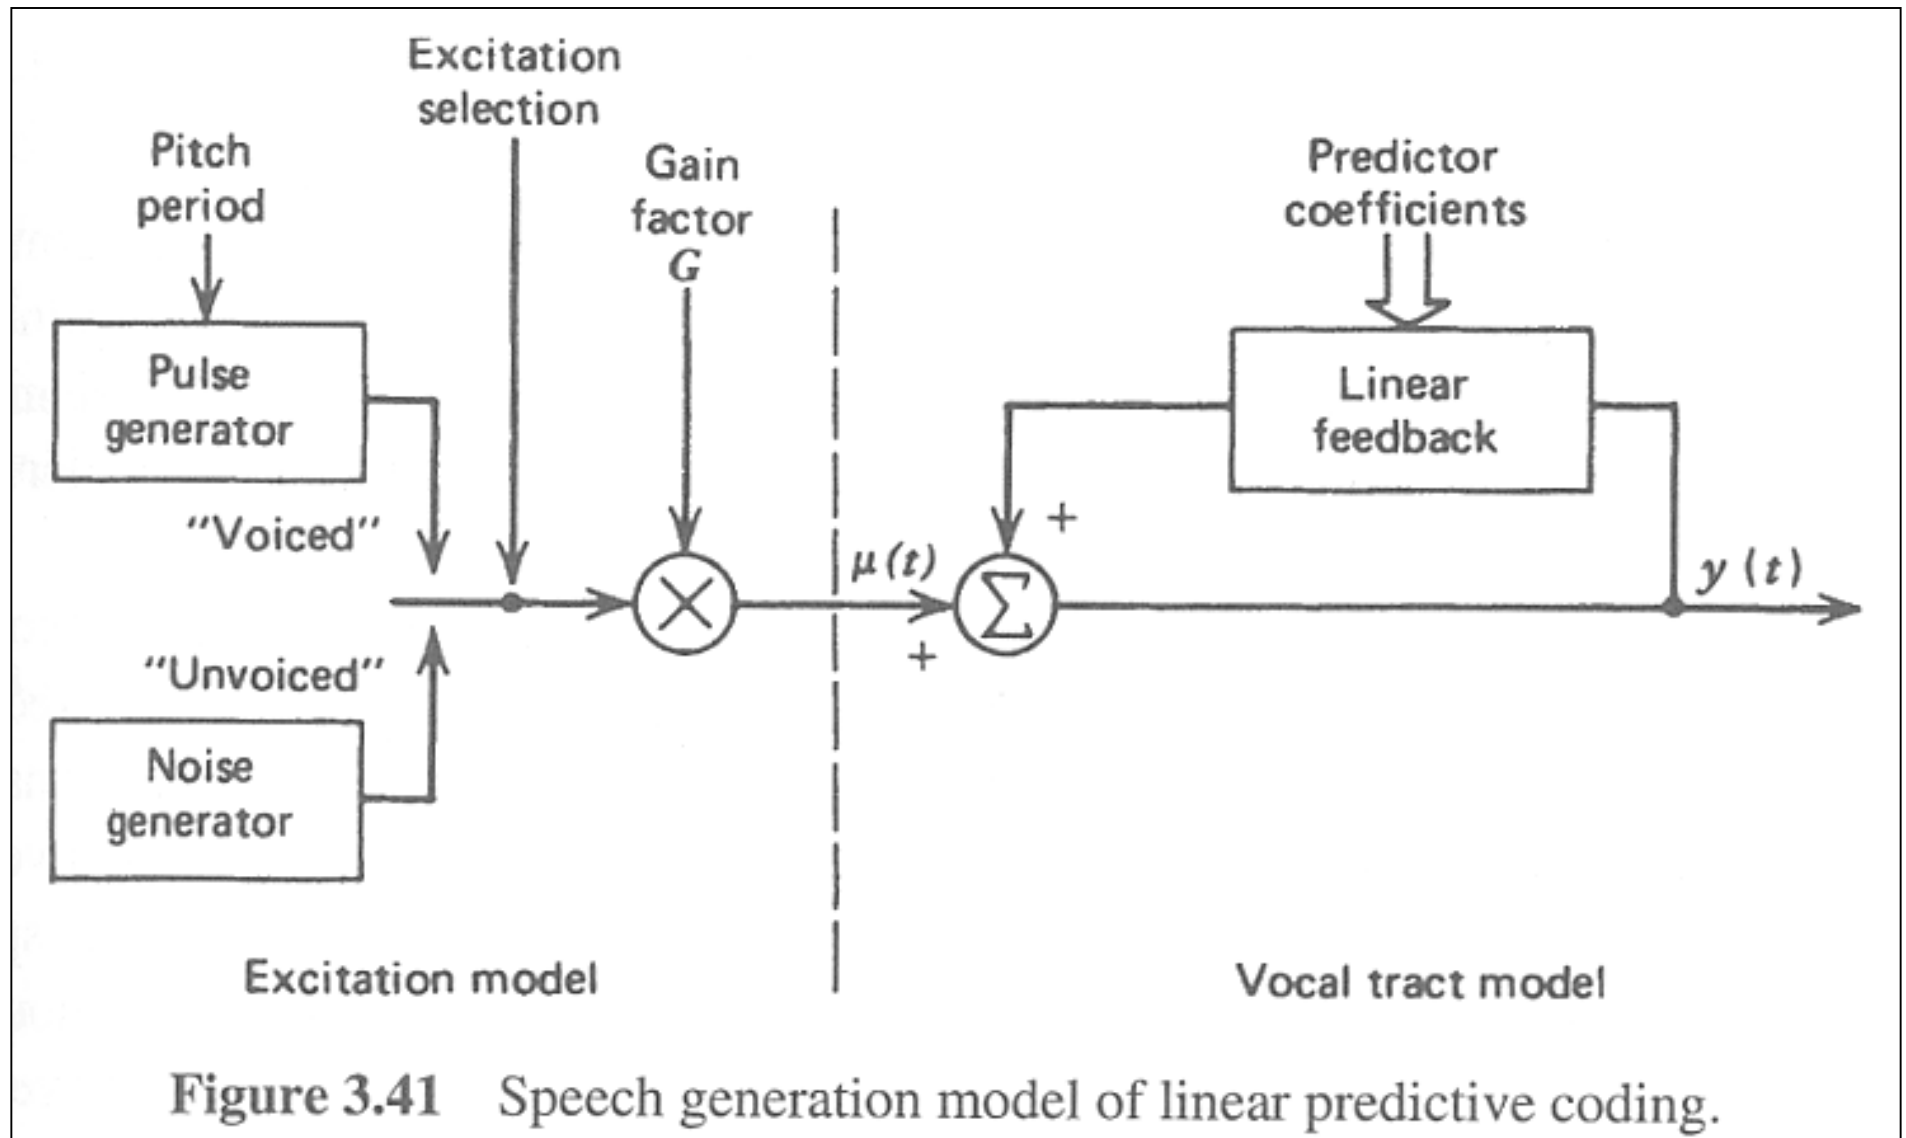 Excitation
selection
Pitch
period
Gain
factor
G
Predictor
coefficients
Pulse
generator
Linear
feedback
"Voiced"
+
μ(t)
Σ
y (t)
+
"Unvoiced"
Noise
generator
Excitation model
Vocal tract model
Figure 3.41 Speech generation model of linear predictive coding.